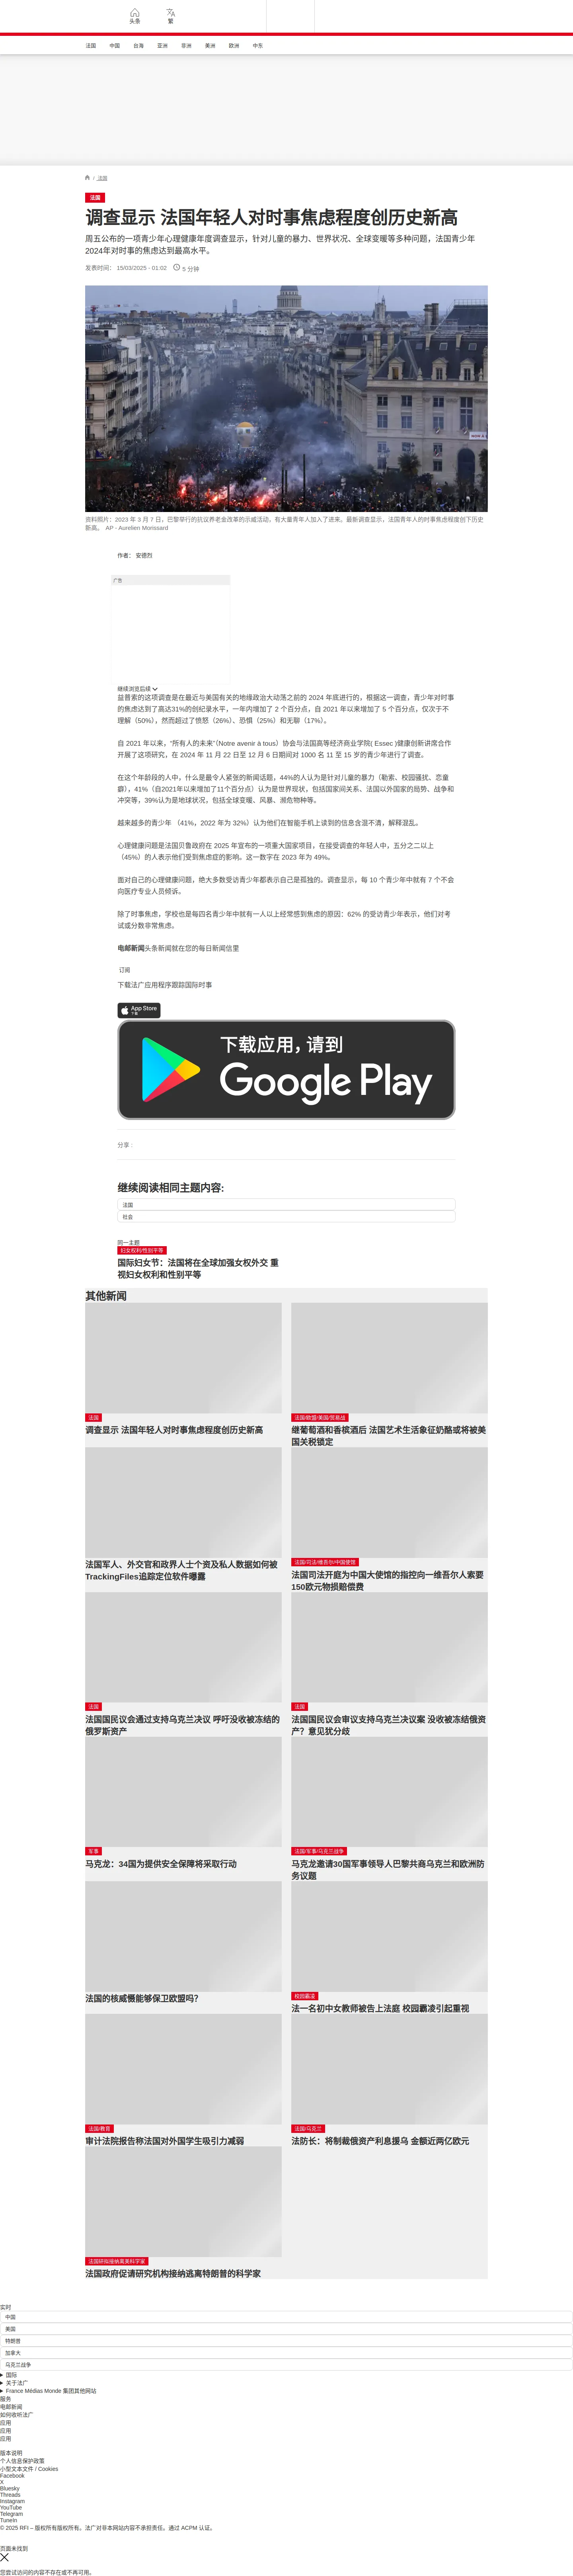 头条
繁
法国 中国 台海 亚洲 非洲 美洲 欧洲 中东
/ 法国
法国
调查显示 法国年轻人对时事焦虑程度创历史新高
周五公布的一项青少年心理健康年度调查显示，针对儿童的暴力、世界状况、全球变暖等多种问题，法国青少年
2024年对时事的焦虑达到最高水平。
发表时间： 15/03/2025 - 01:02 5 分钟
资料照片：2023 年 3 月 7 日，巴黎举行的抗议养老金改革的示威活动，有大量青年人加入了进来。最新调查显示，法国青年人的时事焦虑程度创下历史
新高。 AP - Aurelien Morissard
作者： 安德烈
广告
继续浏览后续
益普索的这项调查是在最近与美国有关的地缘政治大动荡之前的 2024 年底进行的，根据这一调查，青少年对时事
的焦虑达到了高达31%的创纪录水平，一年内增加了 2 个百分点，自 2021 年以来增加了 5 个百分点，仅次于不
理解（50%），然而超过了愤怒（26%）、恐惧（25%）和无聊（17%）。
自 2021 年以来，“所有人的未来”（Notre avenir à tous）协会与法国高等经济商业学院( Essec )健康创新讲席合作
开展了这项研究，在 2024 年 11 月 22 日至 12 月 6 日期间对 1000 名 11 至 15 岁的青少年进行了调查。
在这个年龄段的人中，什么是最令人紧张的新闻话题，44%的人认为是针对儿童的暴力（勒索、校园骚扰、恋童
癖），41%（自2021年以来增加了11个百分点）认为是世界现状，包括国家间关系、法国以外国家的局势、战争和
冲突等，39%认为是地球状况，包括全球变暖、风暴、濒危物种等。
越来越多的青少年 （41%，2022 年为 32%）认为他们在智能手机上读到的信息含混不清，解释混乱。
心理健康问题是法国贝鲁政府在 2025 年宣布的一项重大国家项目，在接受调查的年轻人中，五分之二以上
（45%）的人表示他们受到焦虑症的影响。这一数字在 2023 年为 49%。
面对自己的心理健康问题，绝大多数受访青少年都表示自己是孤独的。调查显示，每 10 个青少年中就有 7 个不会
向医疗专业人员倾诉。
除了时事焦虑，学校也是每四名青少年中就有一人以上经常感到焦虑的原因：62% 的受访青少年表示，他们对考
试或分数非常焦虑。
电邮新闻头条新闻就在您的每日新闻信里
订阅
下载法广应用程序跟踪国际时事
App Store
下载
下载应用，请到
Google Play
分享 :
继续阅读相同主题内容:
法国
社会
同一主题
妇女权利/性别平等
国际妇女节：法国将在全球加强女权外交 重
视妇女权利和性别平等
其他新闻
法国
调查显示 法国年轻人对时事焦虑程度创历史新高
法国/欧盟/美国/贸易战
继葡萄酒和香槟酒后 法国艺术生活象征奶酪或将被美
国关税锁定
法国军人、外交官和政界人士个资及私人数据如何被
TrackingFiles追踪定位软件曝露
法国/司法/维吾尔/中国使馆
法国司法开庭为中国大使馆的指控向一维吾尔人索要
150欧元物损赔偿费
法国
法国国民议会通过支持乌克兰决议 呼吁没收被冻结的
俄罗斯资产
法国
法国国民议会审议支持乌克兰决议案 没收被冻结俄资
产？意见犹分歧
军事
马克龙：34国为提供安全保障将采取行动
法国/军事/乌克兰战争
马克龙邀请30国军事领导人巴黎共商乌克兰和欧洲防
务议题
法国的核威慑能够保卫欧盟吗?
校园霸凌
法一名初中女教师被告上法庭 校园霸凌引起重视
法国/教育
审计法院报告称法国对外国学生吸引力减弱
法国/乌克兰
法防长：将制裁俄资产利息援乌 金额近两亿欧元
法国研拟接纳离美科学家
法国政府促请研究机构接纳逃离特朗普的科学家
实时
中国
美国
特朗普
加拿大
马克兰战争
国际
关于法广
France Médias Monde 集团其他网站
服务
电邮新闻
如何收听法广
应用
应用
应用
版本说明
个人信息保护政策
小型文本文件 / Cookies
Facebook
X
Bluesky
Threads
Instagram
YouTube
Telegram
TuneIn
© 2025 RFI – 版权所有版权所有。法广对非本网站内容不承担责任。通过 ACPM 认证。
页面未找到
您尝试访问的内容不存在或不再可用。